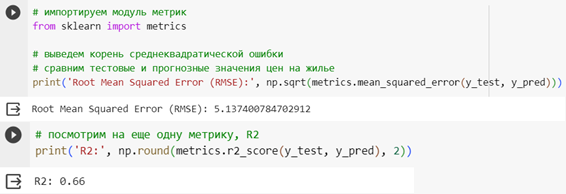 # импортируем модуль метрик
from sklearn import metrics
# выведем корень среднеквадратической ошибки
# сравним тестовые и прогнозные значения цен на жилье
print('Root Mean Squared Error (RMSE):', np.sqrt(metrics.mean_squared_error(y_test, y_pred)))
Root Mean Squared Error (RMSE): 5.137400784702912
# посмотрим на еще одну метрику, R2
print('R2:', np.round(metrics.r2_score(y_test, y_pred), 2))
R2: 0.66